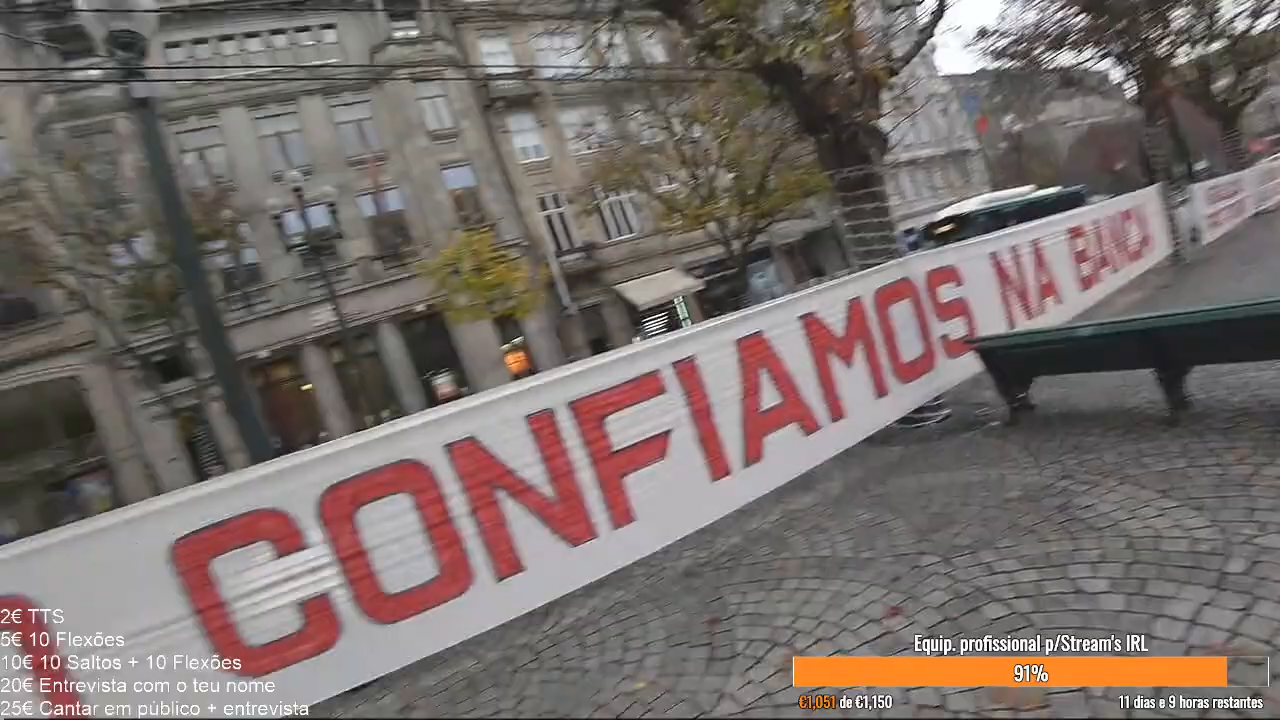 CONFIAMOS NA BANCA
2€ TTS
5€ 10 Flexões
10€ 10 Saltos + 10 Flexões
20€ Entrevista com o teu nome
25€ Cantar em público + entrevista
Equip. profissional p/Stream's IRL
91%
€1,051 de €1,150
11 dias e 9 horas restantes